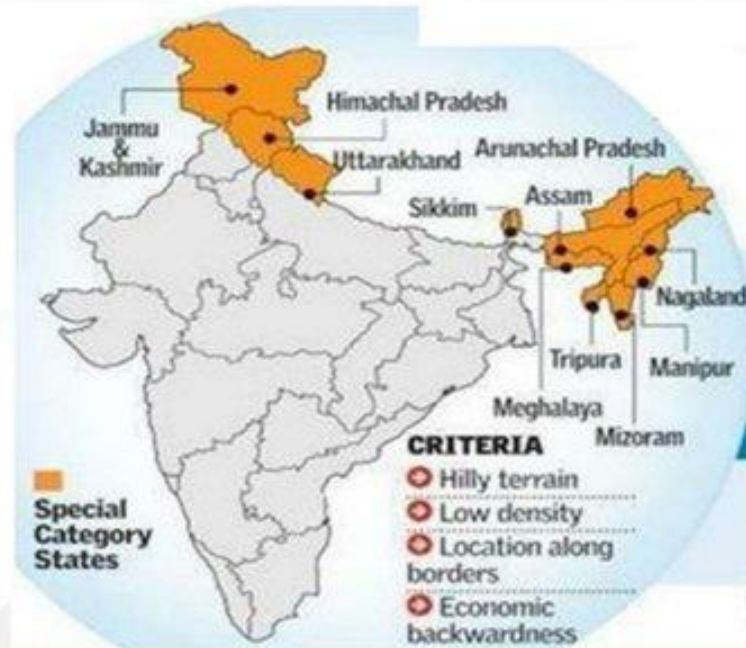 Jammu
&
Kashmir
Himachal Pradesh
Uttarakhand
Arunachal Pradesh
Sikkim
Assam
Nagaland
Tripura
Manipur
Meghalaya
Mizoram
Special
Category
States
CRITERIA
Hilly terrain
Low density
Location along
borders
Economic
backwardness